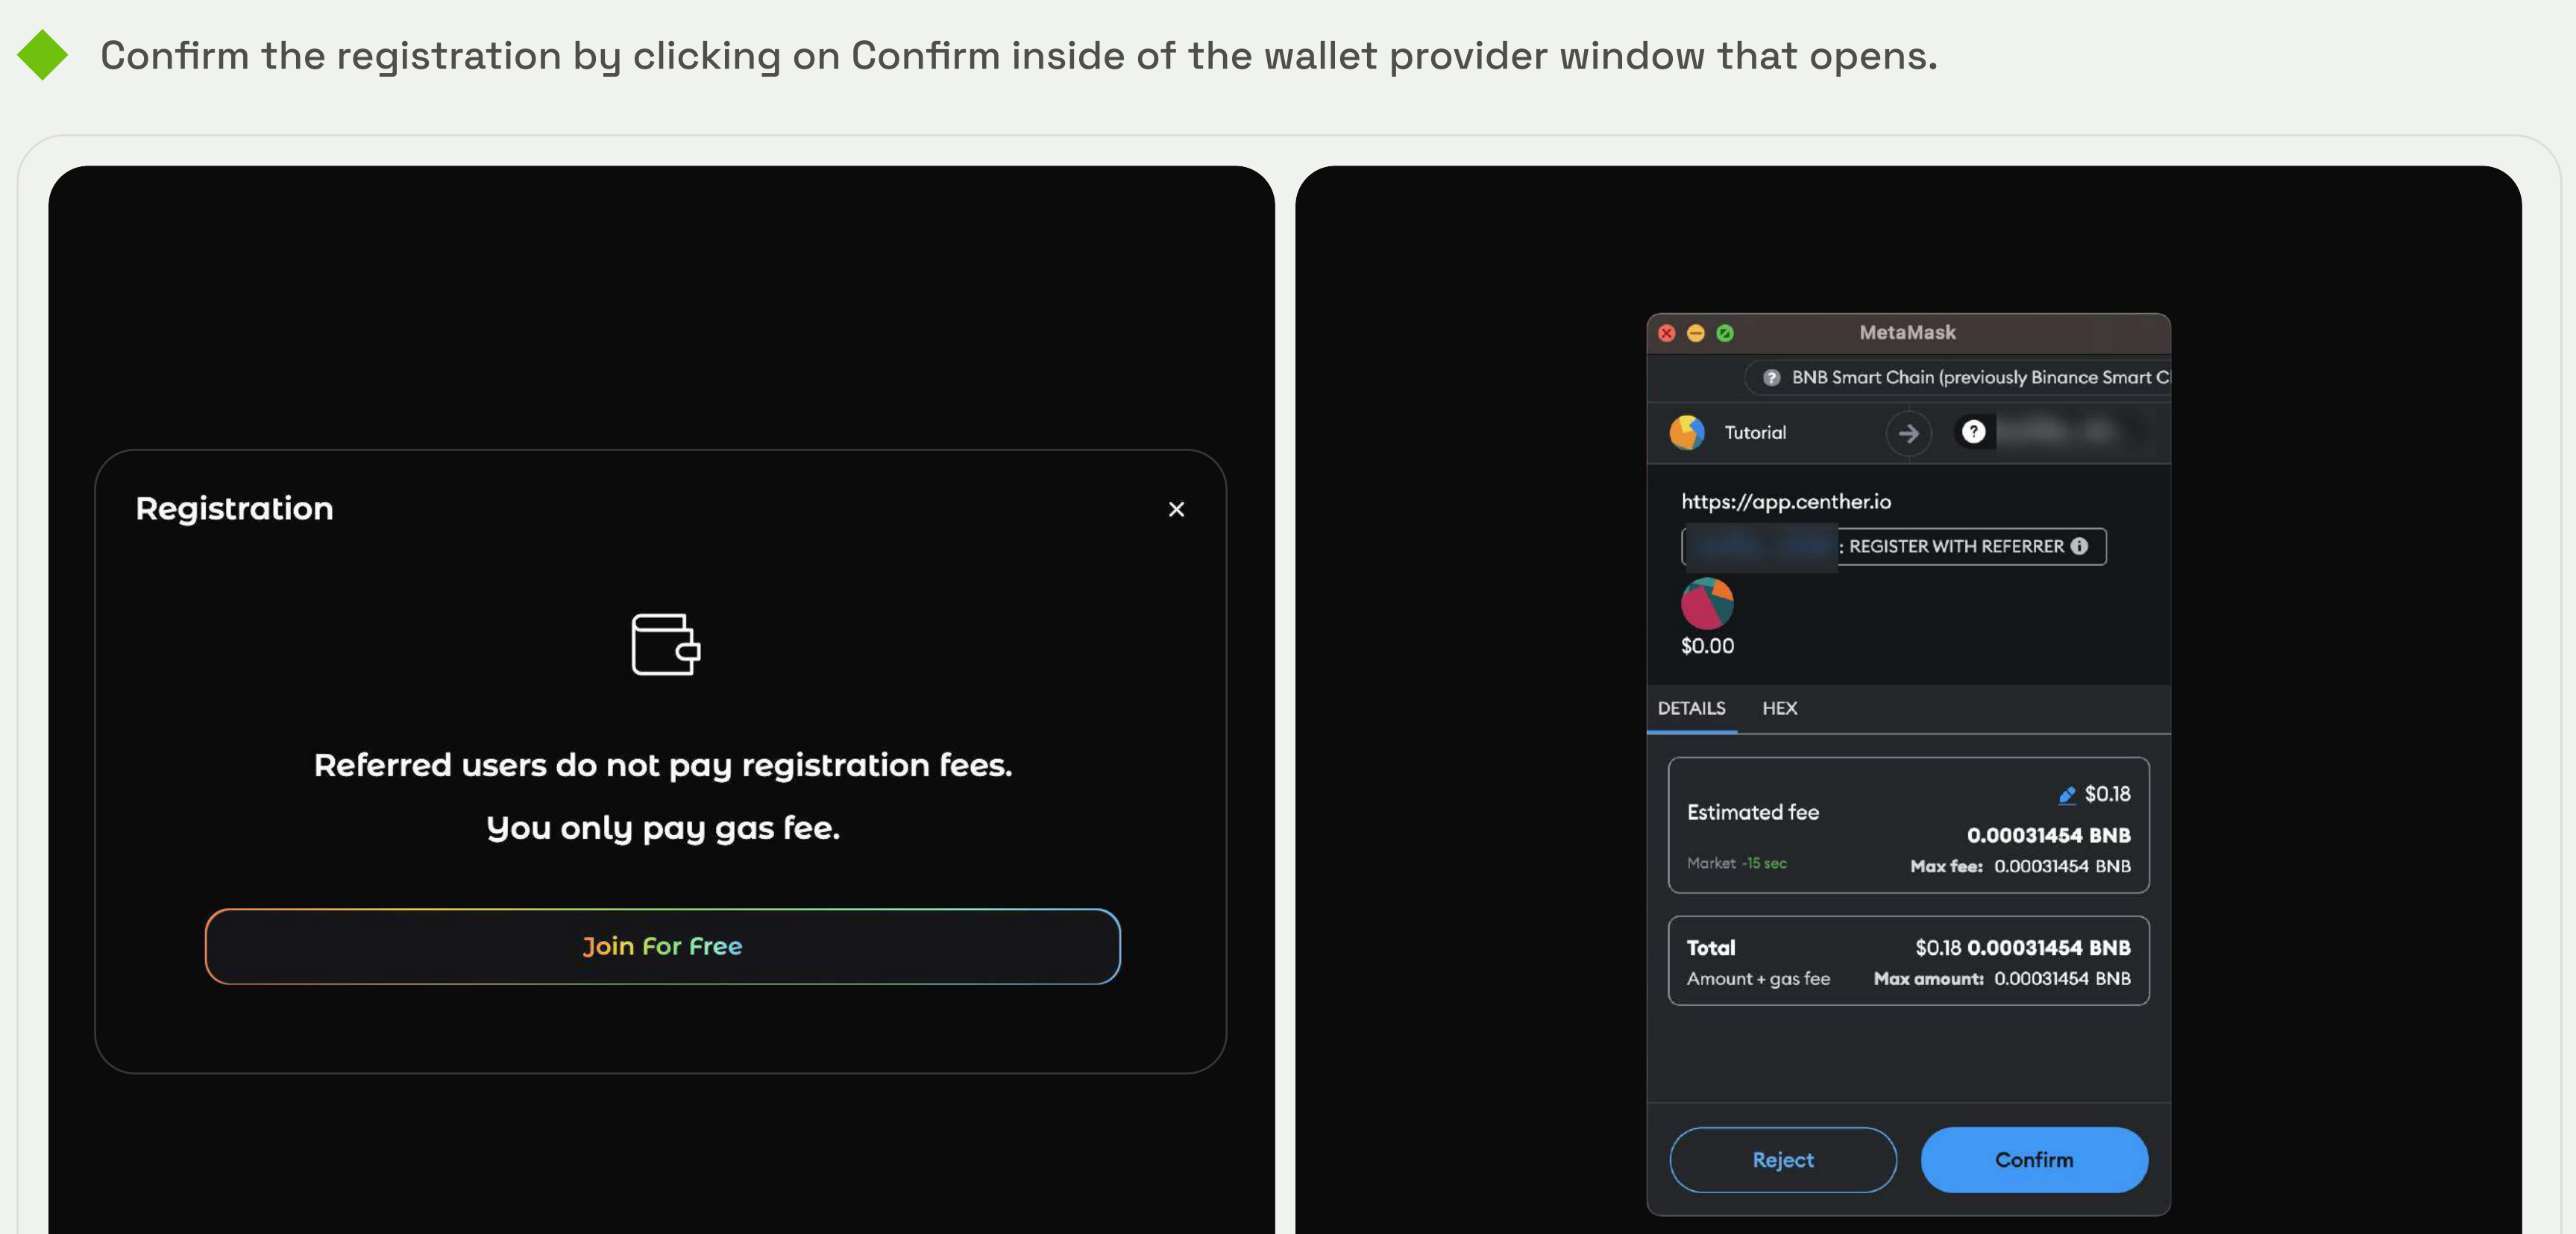 Confirm the registration by clicking on Confirm inside of the wallet provider window that opens.
Registration
Referred users do not pay registration fees.
You only pay gas fee.
Join For Free
MetaMask
BNB Smart Chain (previously Binance Smart C
Tutorial
https://app.centher.io
: REGISTER WITH REFERRER
$0.00
DETAILS HEX
$0.18
Estimated fee
0.00031454 BNB
Market ~15 sec
Max fee: 0.00031454 BNB
Total $0.18 0.00031454 BNB
Amount + gas fee Max amount: 0.00031454 BNB
Reject Confirm